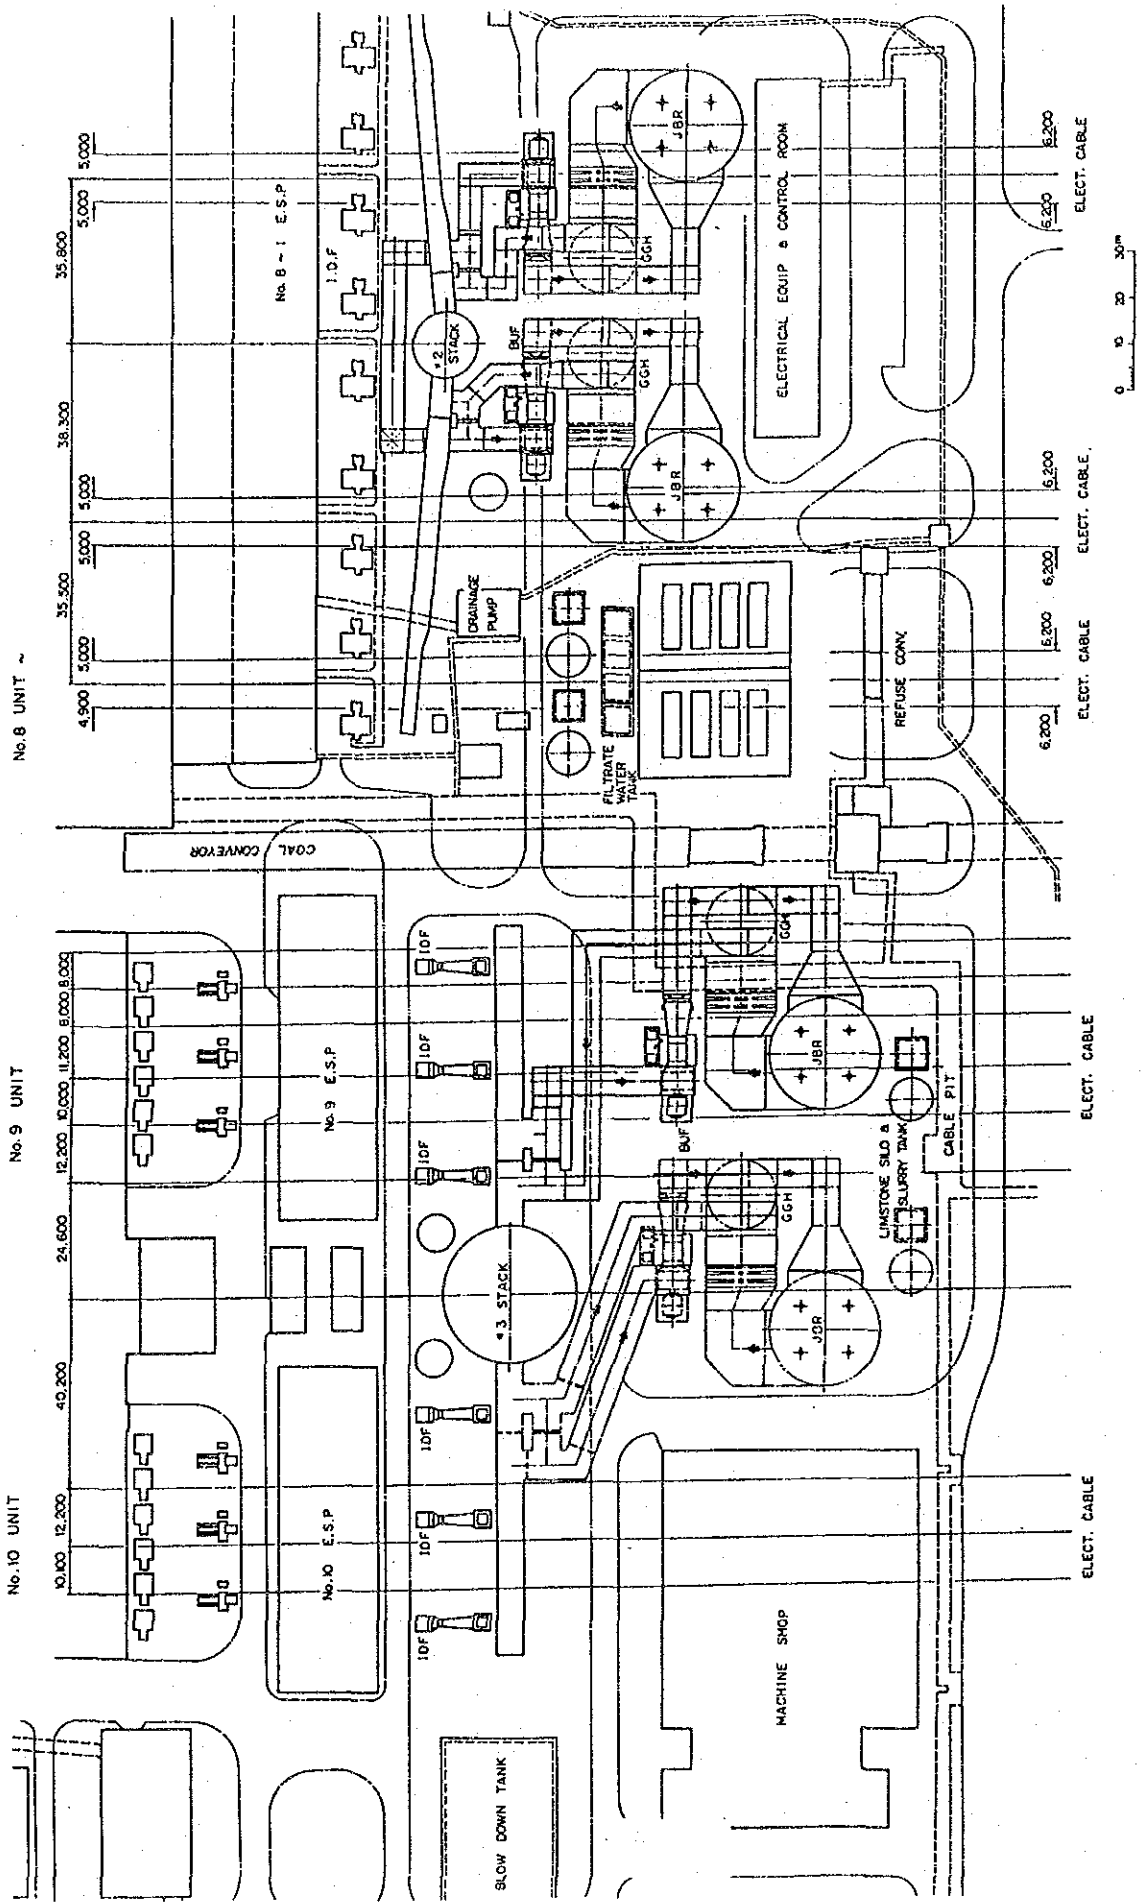 No.10 UNIT
No.9 UNIT
No.8 UNIT ~
10,100
12,200
40,200
24,600
12,200
10,000
11,200
8,000
8,000
4,900
5,000
35,500
5,000
5,000
38,300
35,800
5,000
5,000
COAL
CONVEYOR
No.8 ~ 1 E.S.P
I.D.F
No.10 E.S.P
No.9 E.S.P
IDF
IDF
IDF
IDF
IDF
IDF
#3 STACK
#2
STACK
SLOW DOWN TANK
DRAINAGE
PUMP
BUF
BUF
GGH
GGH
GGH
GGH
FILTRATE
WATER
TANK
JBR
JBR
JBR
JBR
MACHINE SHOP
ELECTRICAL EQUIP & CONTROL ROOM
LIMSTONE SILO &
SLURRY TANK
CABLE PIT
REFUSE CONV.
6,200
6,200
6,200
6,200
6,200
6,200
ELECT. CABLE
ELECT. CABLE
ELECT. CABLE
ELECT. CABLE
ELECT. CABLE
0 10 20 30m